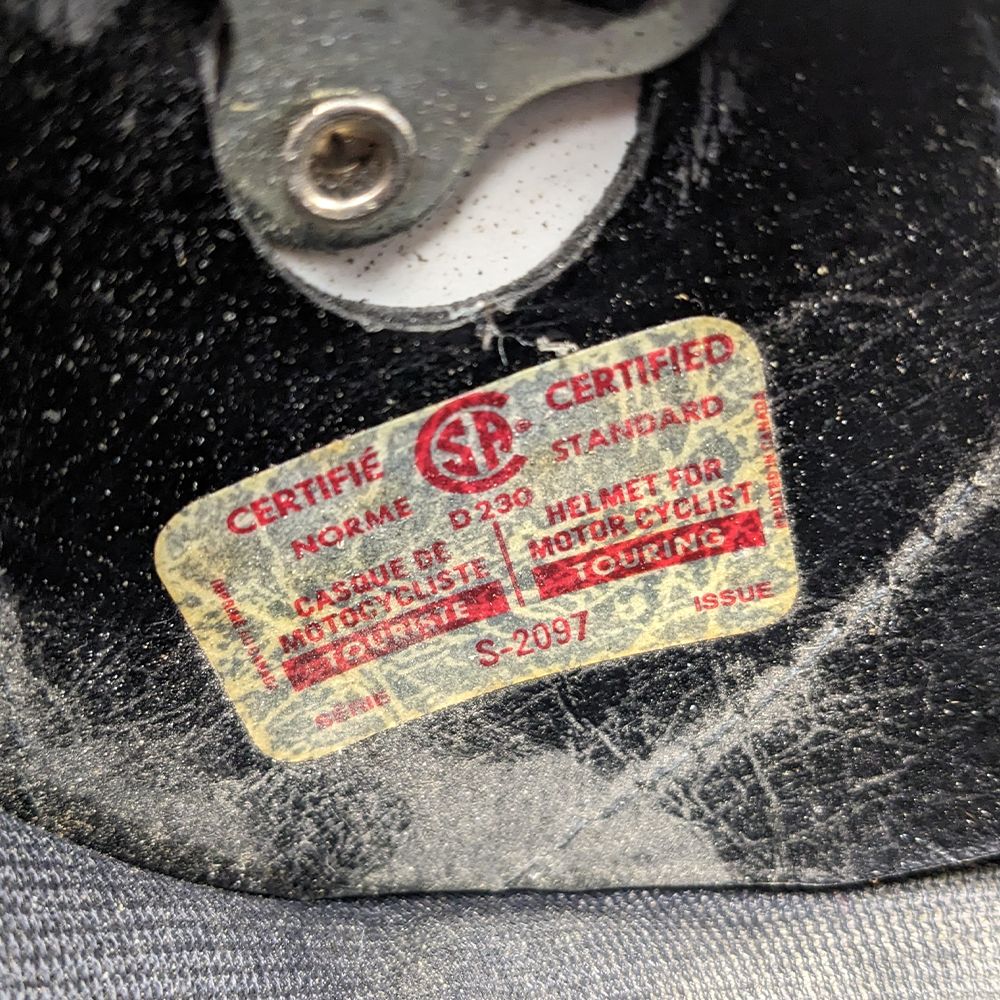 CERTIFIÉ CSA® CERTIFIED
NORME D230 STANDARD
CASQUE DE
MOTOCYCLISTE
TOURISTE
HELMET FOR
MOTOR CYCLIST
TOURING
S-2097
SÉRIE
ISSUE